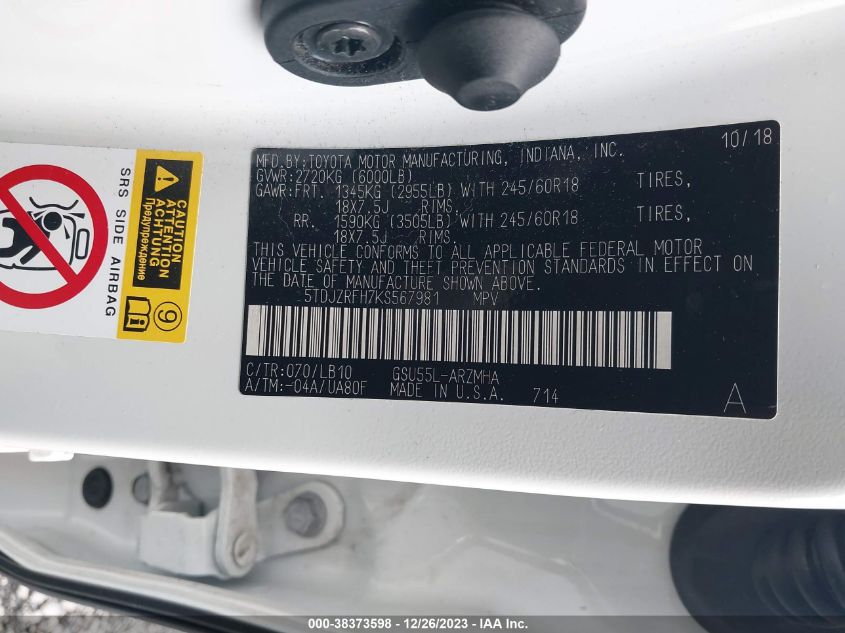 10/18
MFD.BY:TOYOTA MOTOR MANUFACTURING, INDIANA, INC.
GVWR:2720KG (6000LB)
GAWR:FRT. 1345KG (2955LB) WITH 245/60R18 TIRES,
18X7.5J RIMS.
RR. 1590KG (3505LB) WITH 245/60R18 TIRES,
18X7.5J RIMS.
THIS VEHICLE CONFORMS TO ALL APPLICABLE FEDERAL MOTOR
VEHICLE SAFETY AND THEFT PREVENTION STANDARDS IN EFFECT ON
THE DATE OF MANUFACTURE SHOWN ABOVE.
5TDJZRFH7KS567981 MPV
C/TR:070/LB10 GSU55L-ARZMHA
A/TM:-04A/UA80F MADE IN U.S.A. 714
A
SRS SIDE AIRBAG
CAUTION
ATTENTION
ACHTUNG
Предупреждение
9
000-38373598 - 12/26/2023 - IAA Inc.